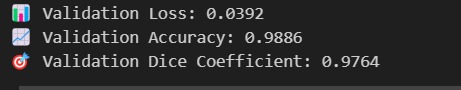 📊 Validation Loss: 0.0392
📈 Validation Accuracy: 0.9886
🎯 Validation Dice Coefficient: 0.9764